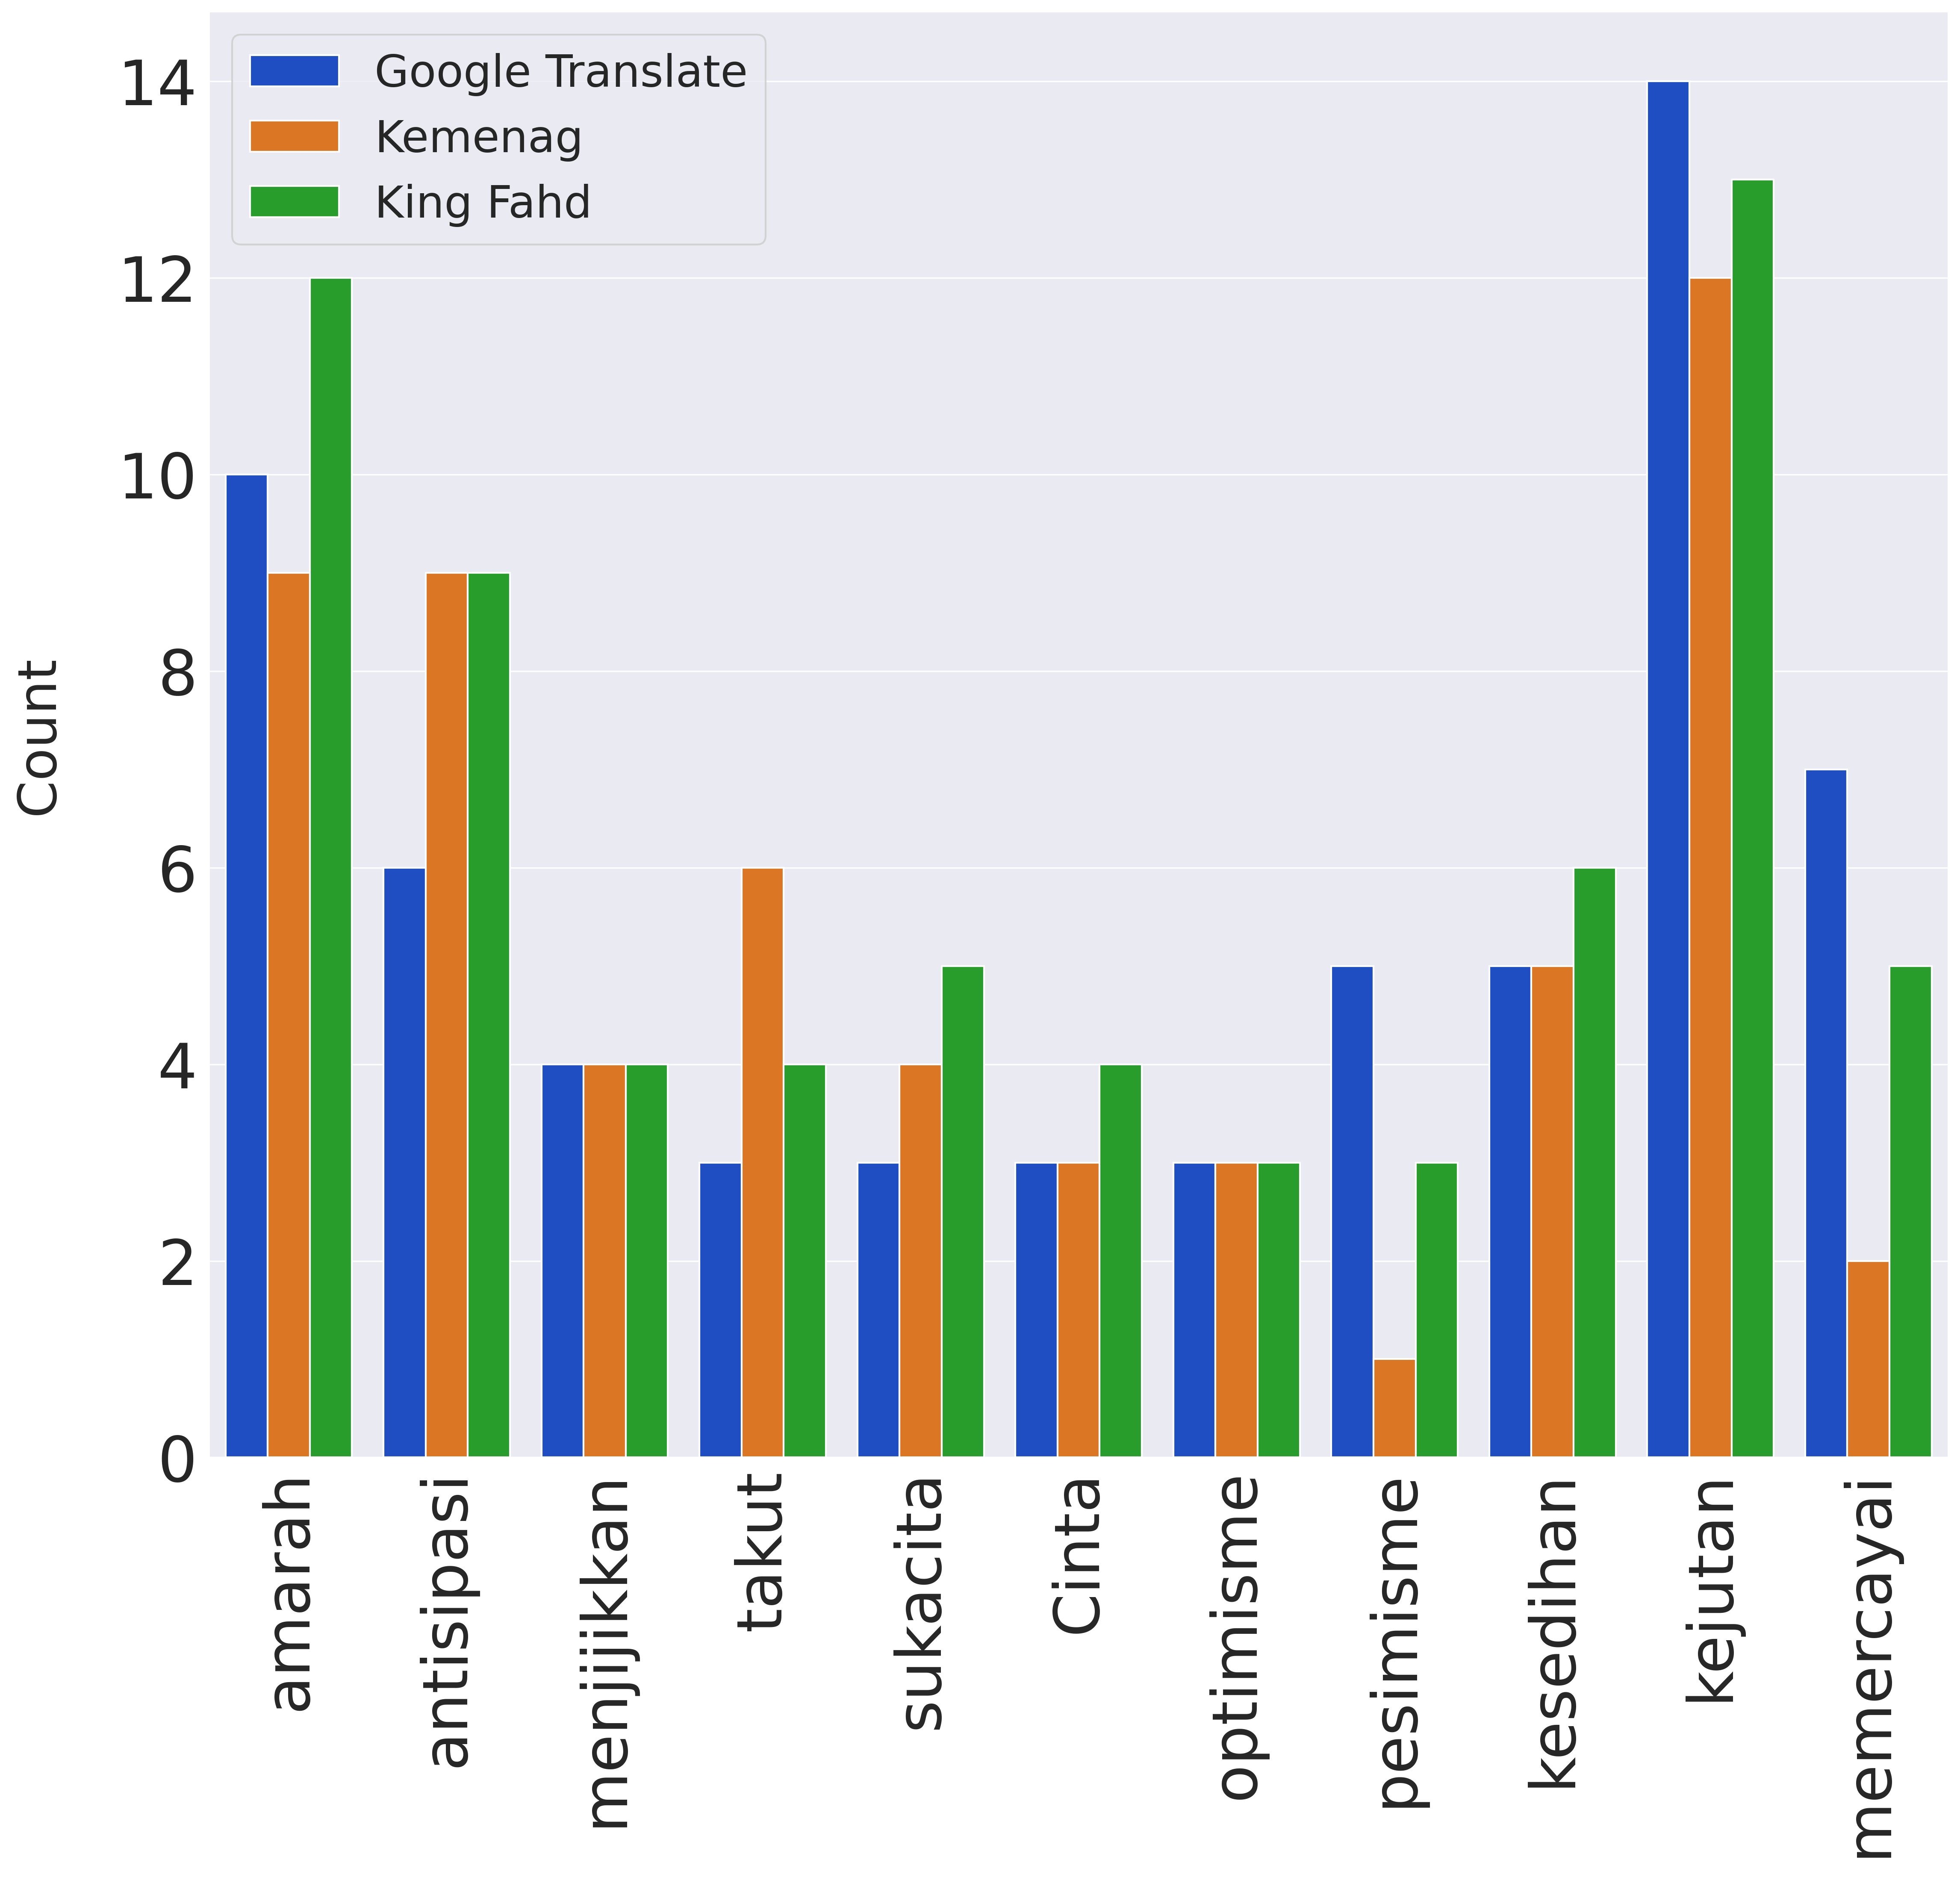 Google Translate
Kemenag
King Fahd
Count
14
12
10
8
6
4
2
0
amarah
antisipasi
menjijikkan
takut
sukacita
Cinta
optimisme
pesimisme
kesedihan
kejutan
memercayai